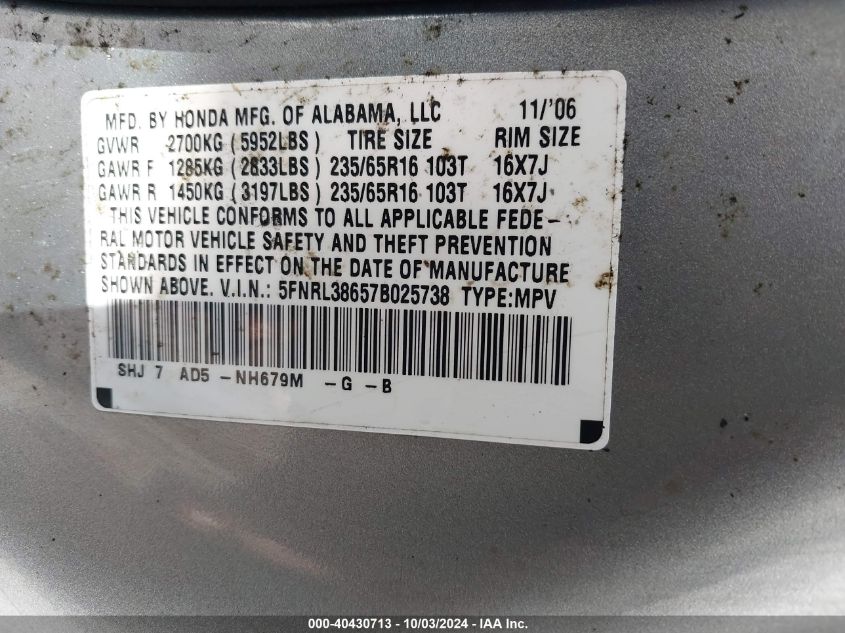 MFD. BY HONDA MFG. OF ALABAMA, LLC 11/'06
GVWR 2700KG (5952LBS) TIRE SIZE RIM SIZE
GAWR F 1285KG (2833LBS) 235/65R16 103T 16X7J
GAWR R 1450KG (3197LBS) 235/65R16 103T 16X7J
THIS VEHICLE CONFORMS TO ALL APPLICABLE FEDE-
RAL MOTOR VEHICLE SAFETY AND THEFT PREVENTION
STANDARDS IN EFFECT ON THE DATE OF MANUFACTURE
SHOWN ABOVE. V.I.N.: 5FNRL38657B025738 TYPE:MPV
SHJ 7 AD5 -NH679M -G -B
000-40430713 - 10/03/2024 - IAA Inc.